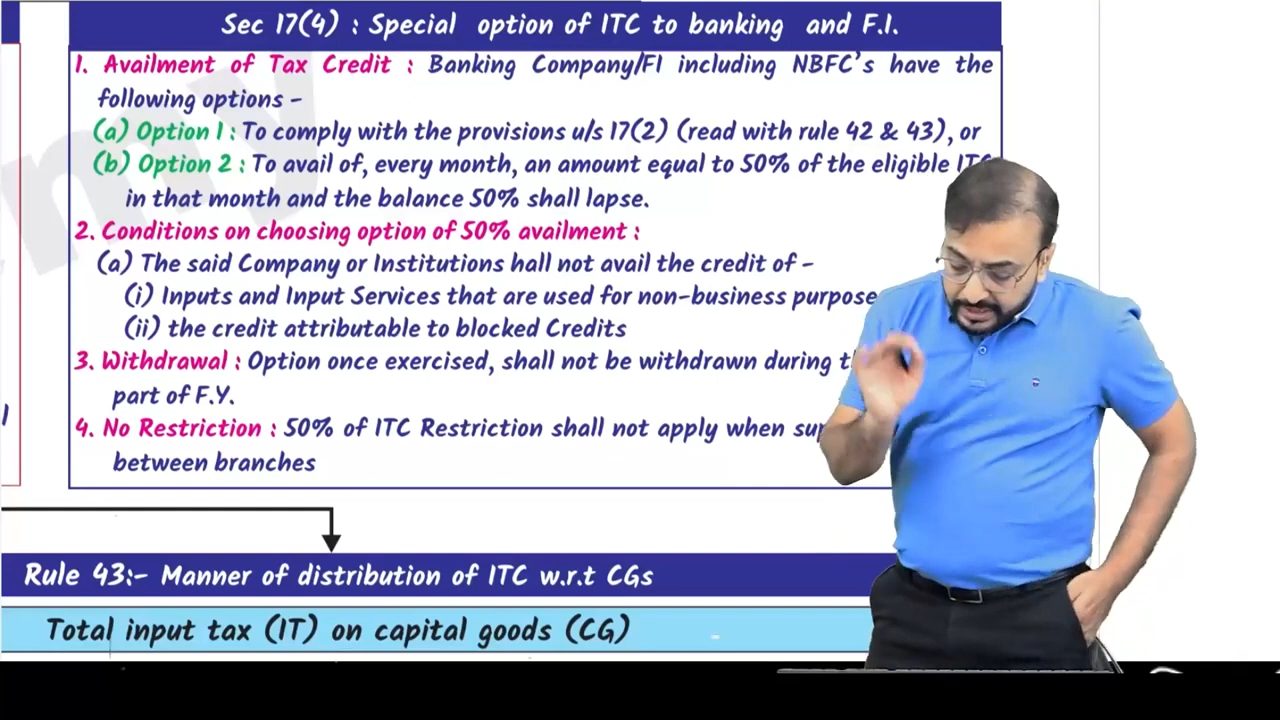 Sec 17(4) : Special option of ITC to banking and F.I.
1. Availment of Tax Credit : Banking Company/FI including NBFC's have the
following options -
(a) Option 1 : To comply with the provisions u/s 17(2) (read with rule 42 & 43), or
(b) Option 2 : To avail of, every month, an amount equal to 50% of the eligible ITC
in that month and the balance 50% shall lapse.
2. Conditions on choosing option of 50% availment :
(a) The said Company or Institutions hall not avail the credit of -
(i) Inputs and Input Services that are used for non-business purpose
(ii) the credit attributable to blocked Credits
3. Withdrawal : Option once exercised, shall not be withdrawn during
part of F.Y.
4. No Restriction : 50% of ITC Restriction shall not apply when
between branches
Rule 43:- Manner of distribution of ITC w.r.t CGs
Total input tax (IT) on capital goods (CG)